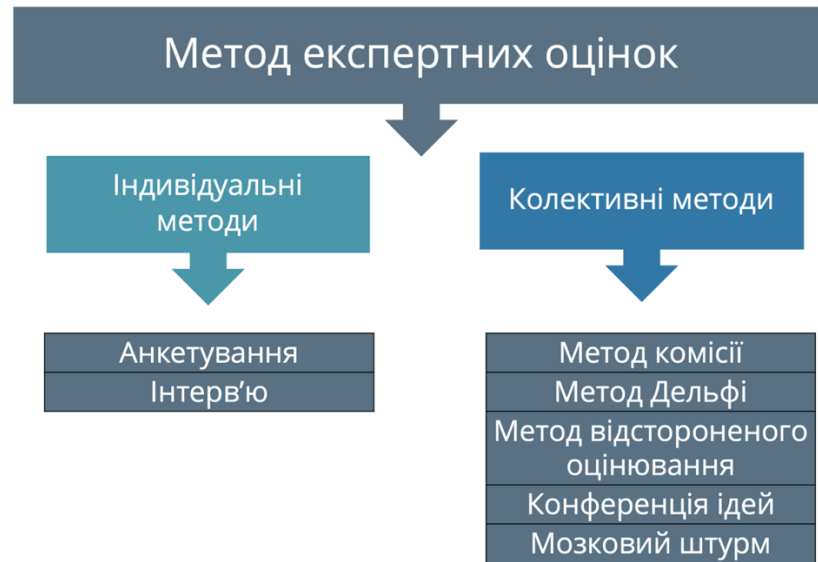 Метод експертних оцінок
Індивідуальні
методи
Колективні методи
Анкетування
Інтерв’ю
Метод комісії
Метод Дельфі
Метод відстороненого
оцінювання
Конференція ідей
Мозковий штурм